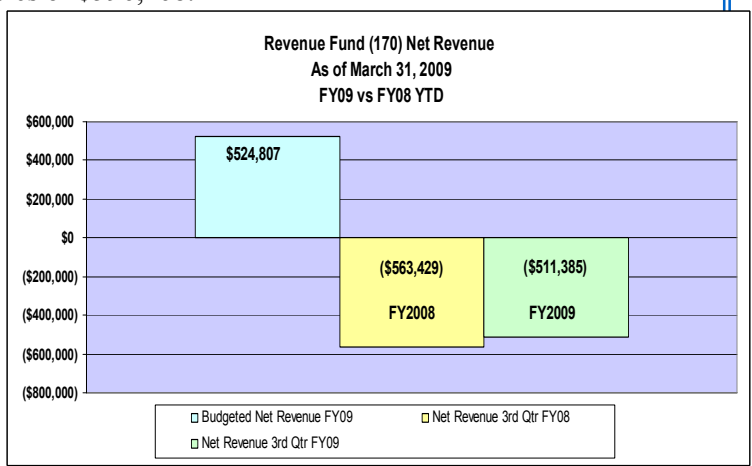 Revenue Fund (170) Net Revenue
As of March 31, 2009
FY09 vs FY08 YTD
$600,000
$400,000
$200,000
$0
($200,000)
($400,000)
($600,000)
($800,000)
$524,807
($563,429)
($511,385)
FY2008
FY2009
Budgeted Net Revenue FY09
Net Revenue 3rd Qtr FY08
Net Revenue 3rd Qtr FY09